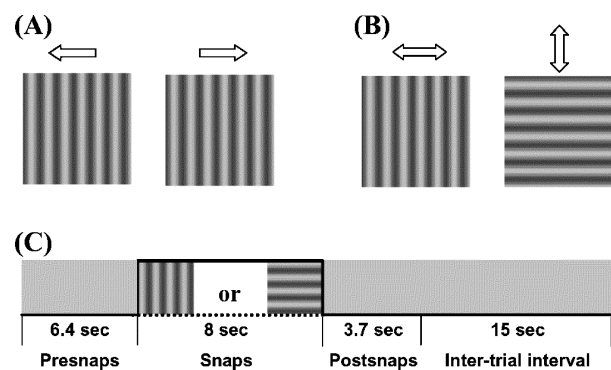 (A)
(B)
(C)
or
6.4 sec 8 sec 3.7 sec 15 sec
Presnaps Snaps Postsnaps Inter-trial interval